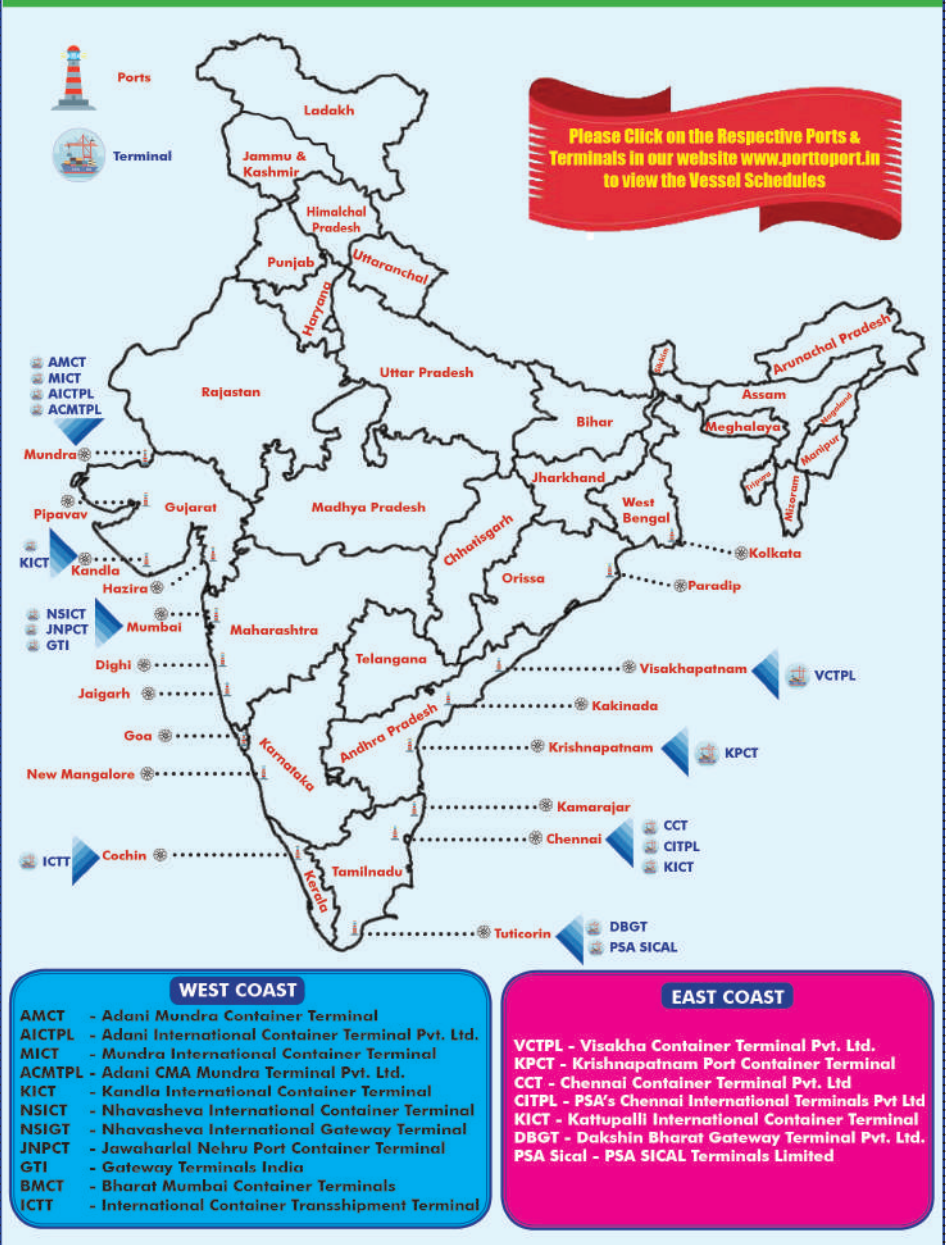 Ports
Terminal
Please Click on the Respective Ports &
Terminals in our website www.porttoport.in
to view the Vessel Schedules
Ladakh
Jammu &
Kashmir
Himalchal
Pradesh
Punjab
Uttaranchal
Haryana
Rajastan
Uttar Pradesh
Sikkim
Arunachal Pradesh
Assam
Nagaland
Meghalaya
Manipur
Bihar
Tripura
Mizoram
Jharkhand
West
Bengal
Gujarat
Madhya Pradesh
Chhatisgarh
Orissa
Maharashtra
Telangana
Andhra Pradesh
Karnataka
Tamilnadu
Kerala
AMCT
MICT
AICTPL
ACMTPL
Mundra
Pipavav
KICT
Kandla
Hazira
NSICT
JNPCT
GTI
Mumbai
Dighi
Jaigarh
Goa
New Mangalore
ICTT
Cochin
Kolkata
Paradip
Visakhapatnam
VCTPL
Kakinada
Krishnapatnam
KPCT
Kamarajar
Chennai
CCT
CITPL
KICT
Tuticorin
DBGT
PSA SICAL
WEST COAST
AMCT - Adani Mundra Container Terminal
AICTPL - Adani International Container Terminal Pvt. Ltd.
MICT - Mundra International Container Terminal
ACMTPL - Adani CMA Mundra Terminal Pvt. Ltd.
KICT - Kandla International Container Terminal
NSICT - Nhavasheva International Container Terminal
NSIGT - Nhavasheva International Gateway Terminal
JNPCT - Jawaharlal Nehru Port Container Terminal
GTI - Gateway Terminals India
BMCT - Bharat Mumbai Container Terminals
ICTT - International Container Transshipment Terminal
EAST COAST
VCTPL - Visakha Container Terminal Pvt. Ltd.
KPCT - Krishnapatnam Port Container Terminal
CCT - Chennai Container Terminal Pvt. Ltd
CITPL - PSA's Chennai International Terminals Pvt Ltd
KICT - Kattupalli International Container Terminal
DBGT - Dakshin Bharat Gateway Terminal Pvt. Ltd.
PSA Sical - PSA SICAL Terminals Limited